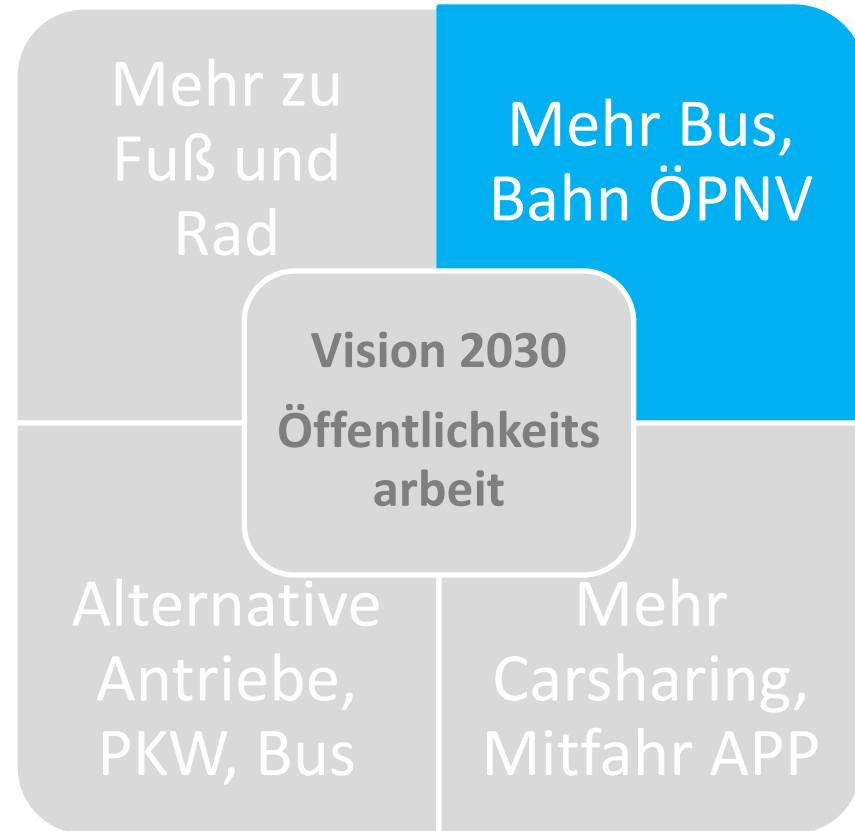 Mehr zu
Fuß und
Rad
Mehr Bus,
Bahn ÖPNV
Vision 2030
Öffentlichkeits
arbeit
Alternative
Antriebe,
PKW, Bus
Mehr
Carsharing,
Mitfahr APP